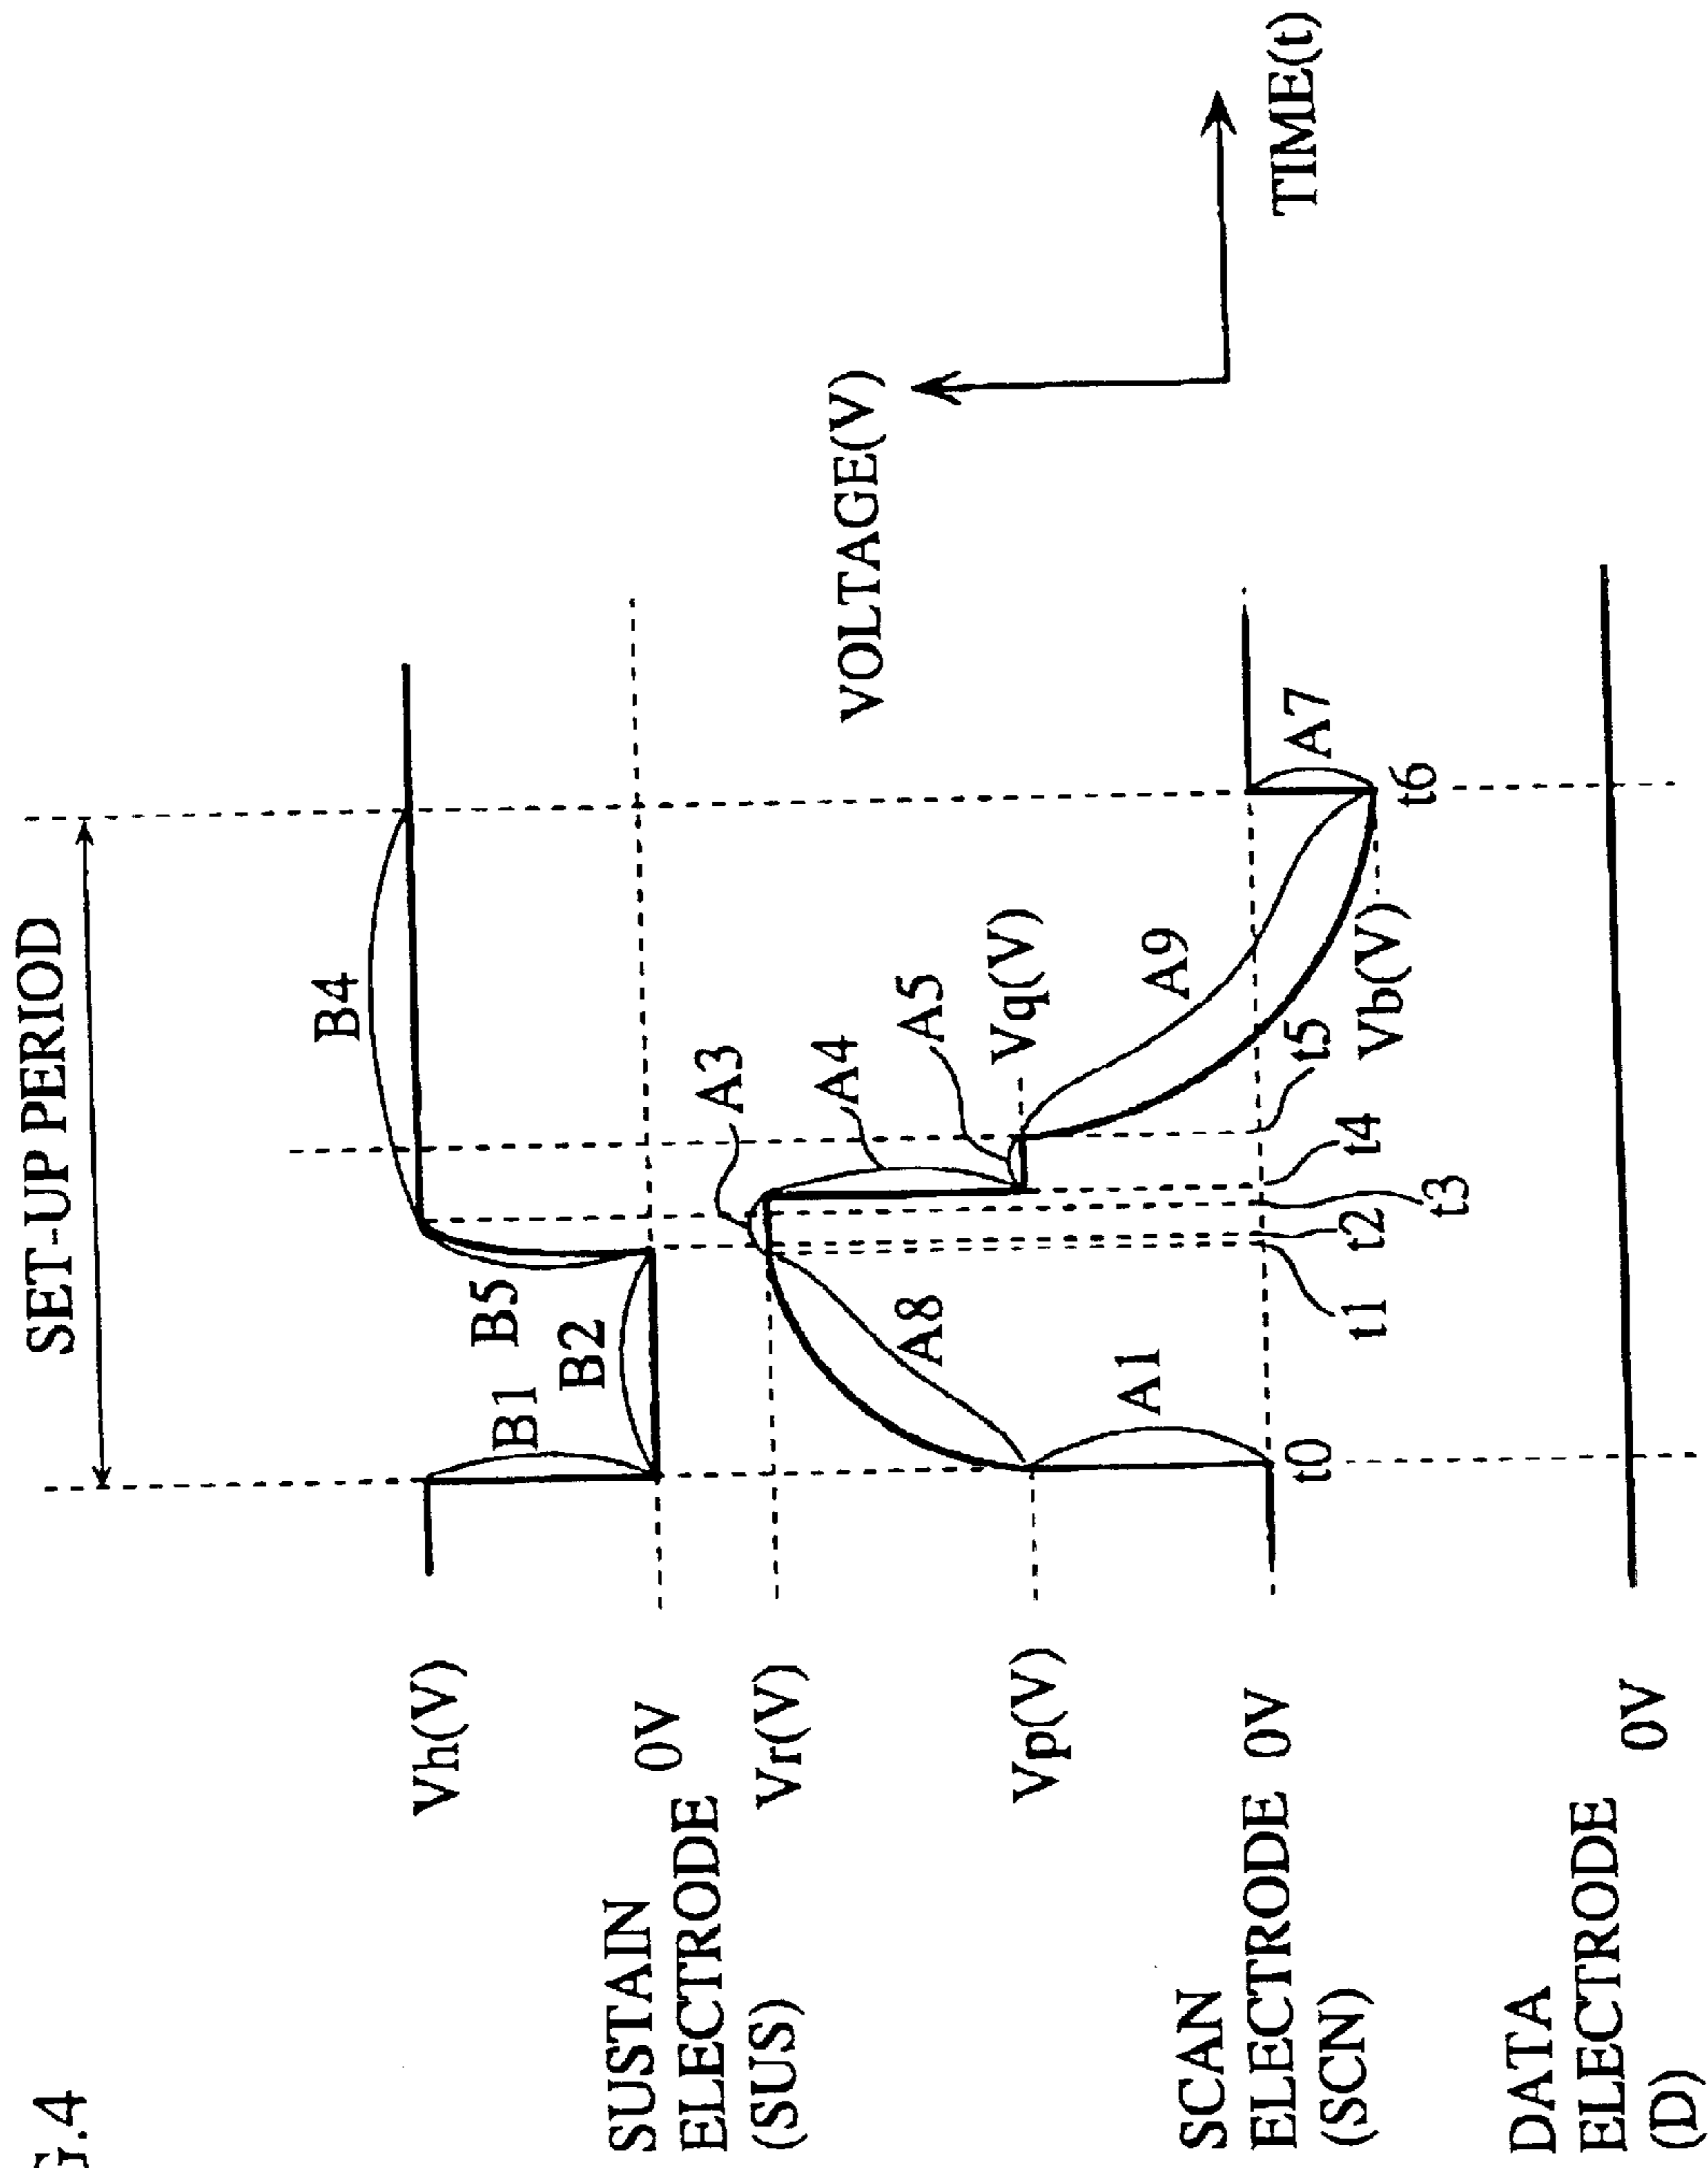 G.4
SET-UP PERIOD
Vh(V)
B1
B5
B4
B2
SUSTAIN
ELECTRODE
(SUS)
0V
Vr(V)
A3
A4
A8
A5
Vp(V)
Vq(V)
A1
A9
SCAN
ELECTRODE
(SCN)
0V
t0
t1
t2
t3
t4
t5
Vb(V)
t6
A7
DATA
ELECTRODE
(D)
0V
VOLTAGE(V)
TIME(t)